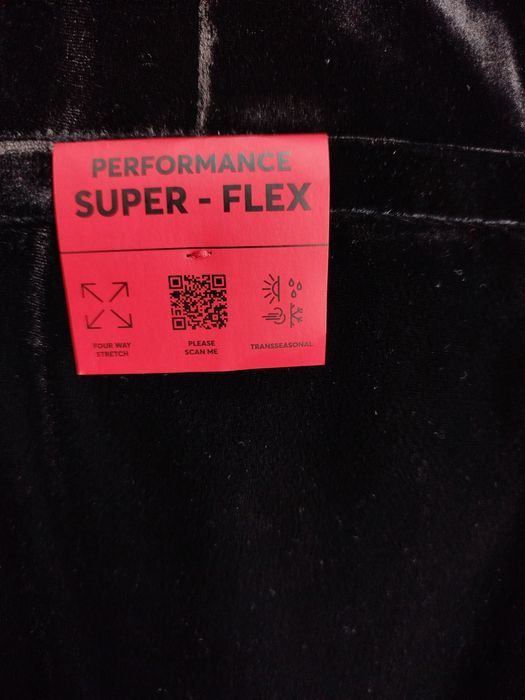 PERFORMANCE
SUPER - FLEX
FOUR WAY
STRETCH
PLEASE
SCAN ME
TRANSSEASONAL